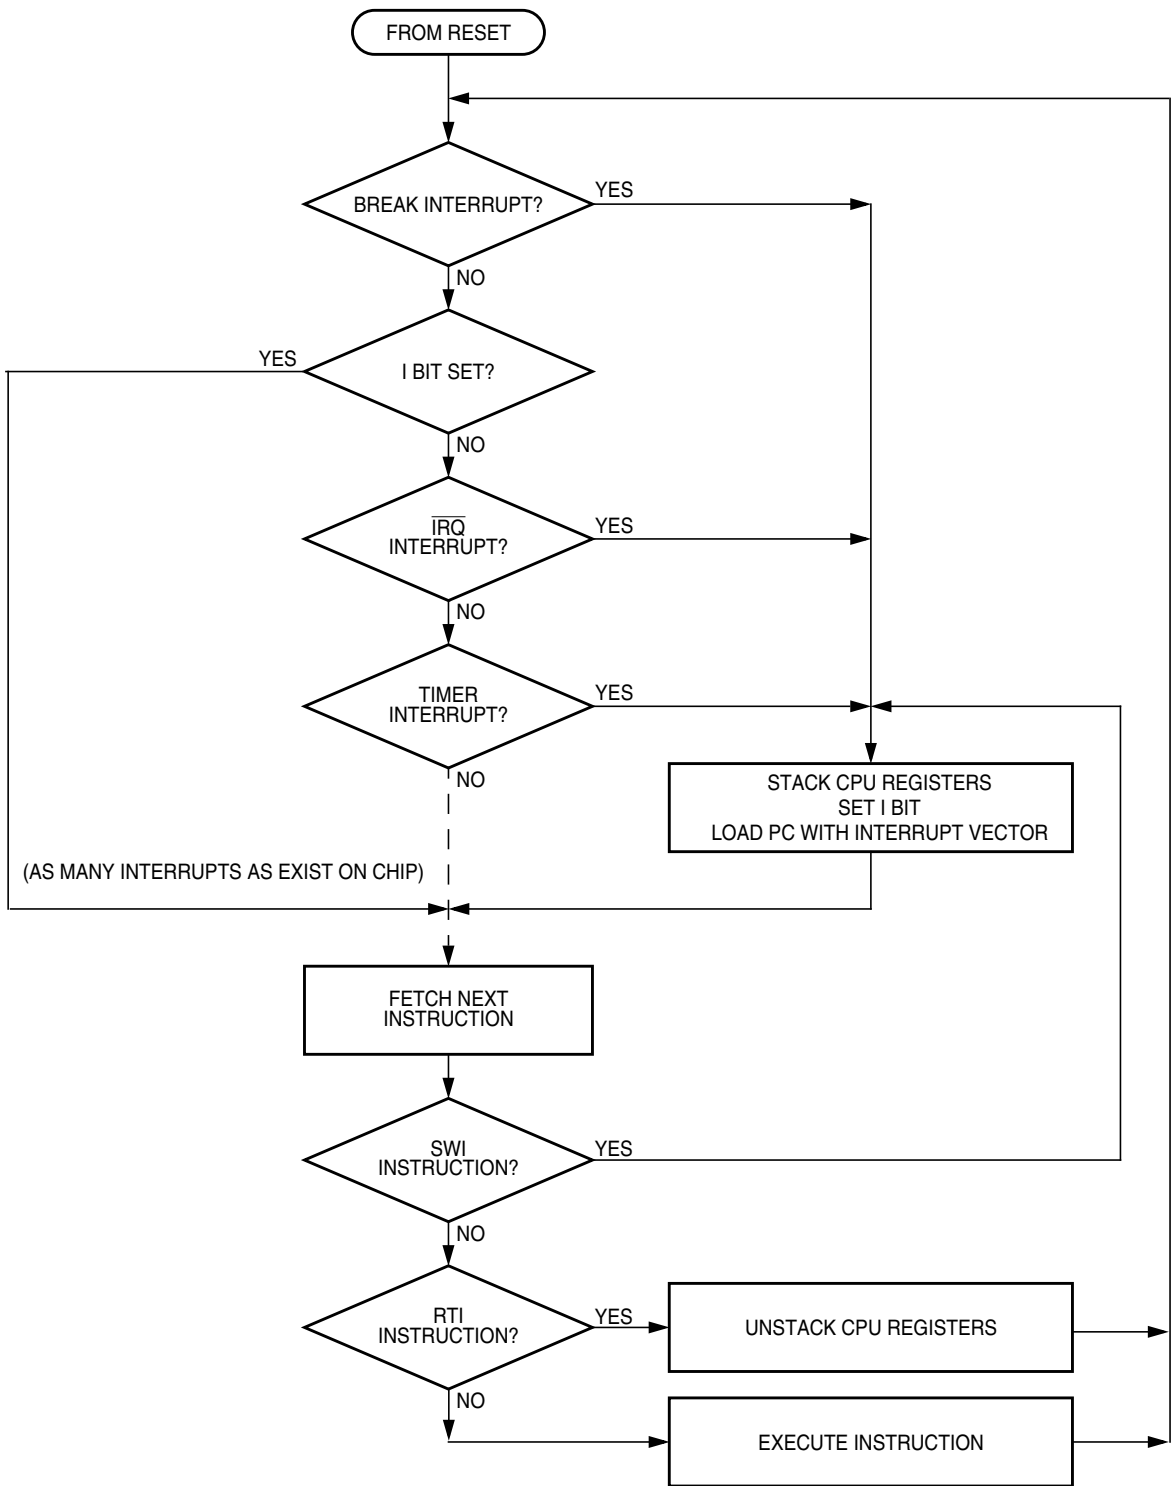 FROM RESET
BREAK INTERRUPT?
YES
NO
YES
I BIT SET?
NO
IRQ
INTERRUPT?
YES
NO
TIMER
INTERRUPT?
YES
NO
STACK CPU REGISTERS
SET I BIT
LOAD PC WITH INTERRUPT VECTOR
(AS MANY INTERRUPTS AS EXIST ON CHIP)
FETCH NEXT
INSTRUCTION
SWI
INSTRUCTION?
YES
NO
RTI
INSTRUCTION?
YES
UNSTACK CPU REGISTERS
NO
EXECUTE INSTRUCTION